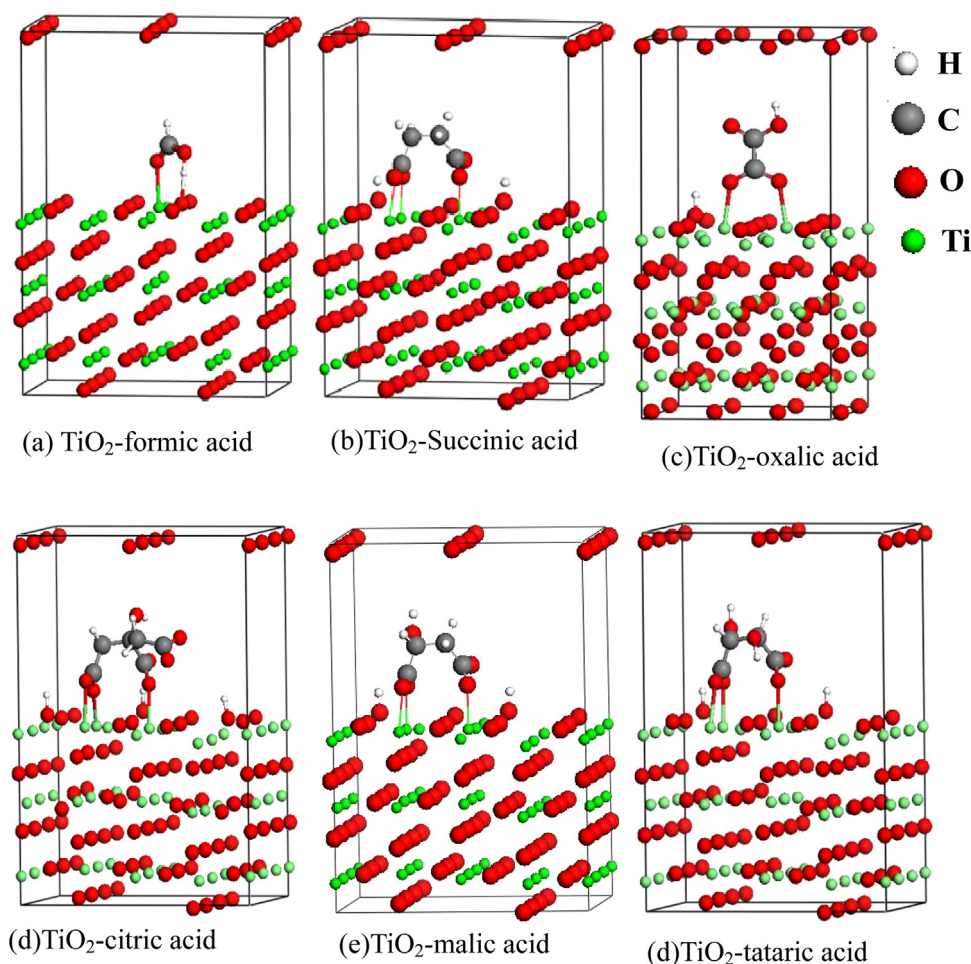 H
C
O
Ti
(a) TiO₂-formic acid
(b)TiO₂-Succinic acid
(c)TiO₂-oxalic acid
(d)TiO₂-citric acid
(e)TiO₂-malic acid
(d)TiO₂-tataric acid